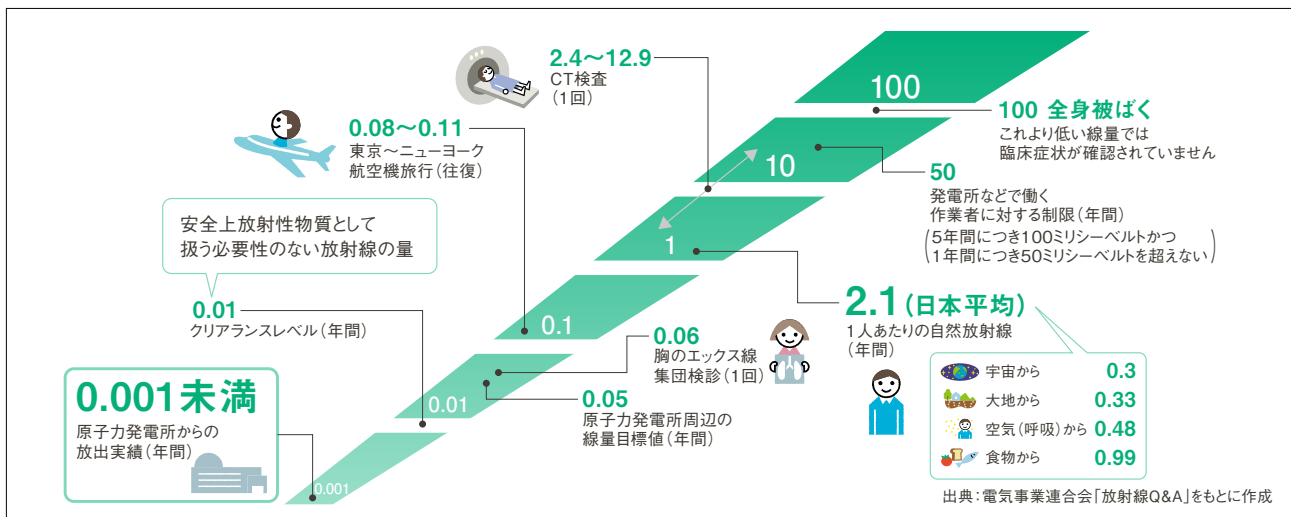 100
10
1
0.1
0.01
0.001
2.4〜12.9
CT検査
（1回）
0.08〜0.11
東京〜ニューヨーク
航空機旅行（往復）
安全上放射性物質として
扱う必要性のない放射線の量
0.01
クリアランスレベル（年間）
0.001未満
原子力発電所からの
放出実績（年間）
100 全身被ばく
これより低い線量では
臨床症状が確認されていません
50
発電所などで働く
作業者に対する制限（年間）
（5年間につき100ミリシーベルトかつ
1年間につき50ミリシーベルトを超えない）
2.1（日本平均）
1人あたりの自然放射線
（年間）
宇宙から 0.3
大地から 0.33
空気（呼吸）から 0.48
食物から 0.99
0.06
胸のエックス線
集団検診（1回）
0.05
原子力発電所周辺の
線量目標値（年間）
出典：電気事業連合会「放射線Q&A」をもとに作成